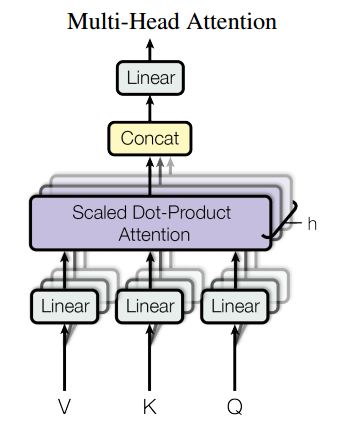 Multi-Head Attention
Linear
Concat
Scaled Dot-Product
Attention
h
Linear Linear Linear
V K Q